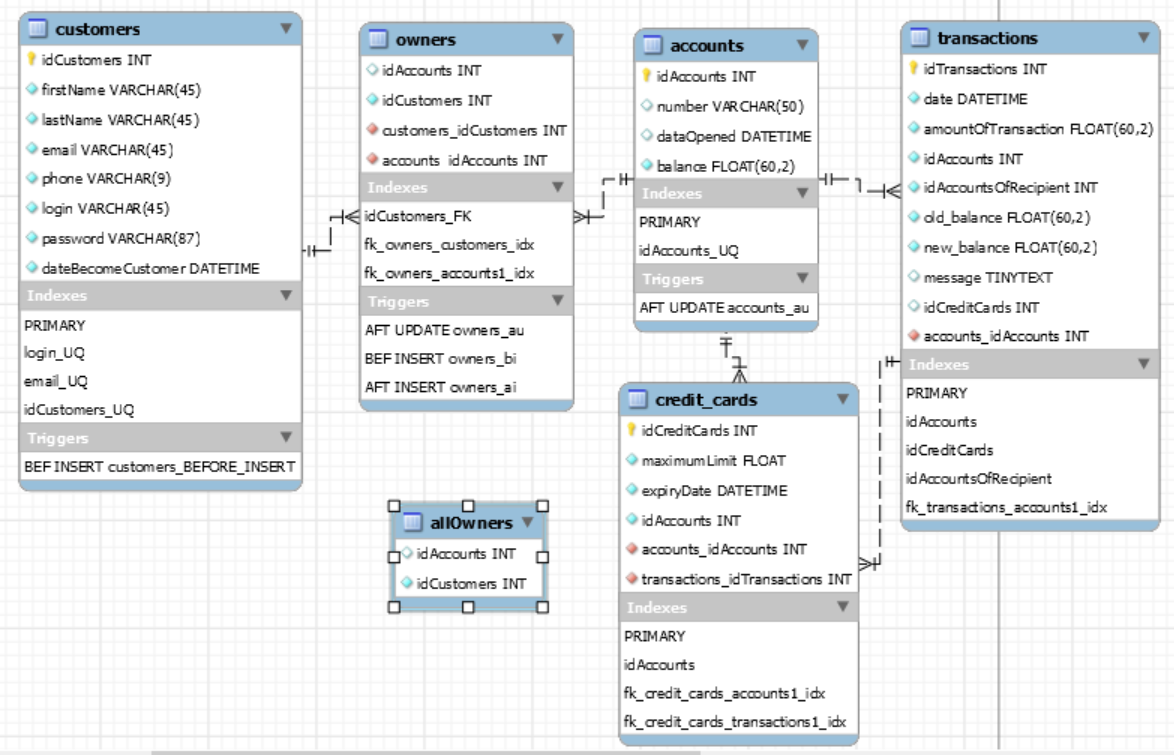 customers
idCustomers INT
firstName VARCHAR(45)
lastName VARCHAR(45)
email VARCHAR(45)
phone VARCHAR(9)
login VARCHAR(45)
password VARCHAR(87)
dateBecomeCustomer DATETIME
Indexes
PRIMARY
login_UQ
email_UQ
idCustomers_UQ
Triggers
BEF INSERT customers_BEFORE_INSERT
owners
idAccounts INT
idCustomers INT
customers_idCustomers INT
accounts_idAccounts INT
Indexes
idCustomers_FK
fk_owners_customers_idx
fk_owners_accounts1_idx
Triggers
AFT UPDATE owners_au
BEF INSERT owners_bi
AFT INSERT owners_ai
allOwners
idAccounts INT
idCustomers INT
accounts
idAccounts INT
number VARCHAR(50)
dataOpened DATETIME
balance FLOAT(60,2)
Indexes
PRIMARY
idAccounts_UQ
Triggers
AFT UPDATE accounts_au
credit_cards
idCreditCards INT
maximumLimit FLOAT
expiryDate DATETIME
idAccounts INT
accounts_idAccounts INT
transactions_idTransactions INT
Indexes
PRIMARY
idAccounts
fk_credit_cards_accounts1_idx
fk_credit_cards_transactions1_idx
transactions
idTransactions INT
date DATETIME
amountOfTransaction FLOAT(60,2)
idAccounts INT
idAccountsOfRecipient INT
old_balance FLOAT(60,2)
new_balance FLOAT(60,2)
message TINYTEXT
idCreditCards INT
accounts_idAccounts INT
Indexes
PRIMARY
idAccounts
idCreditCards
idAccountsOfRecipient
fk_transactions_accounts1_idx